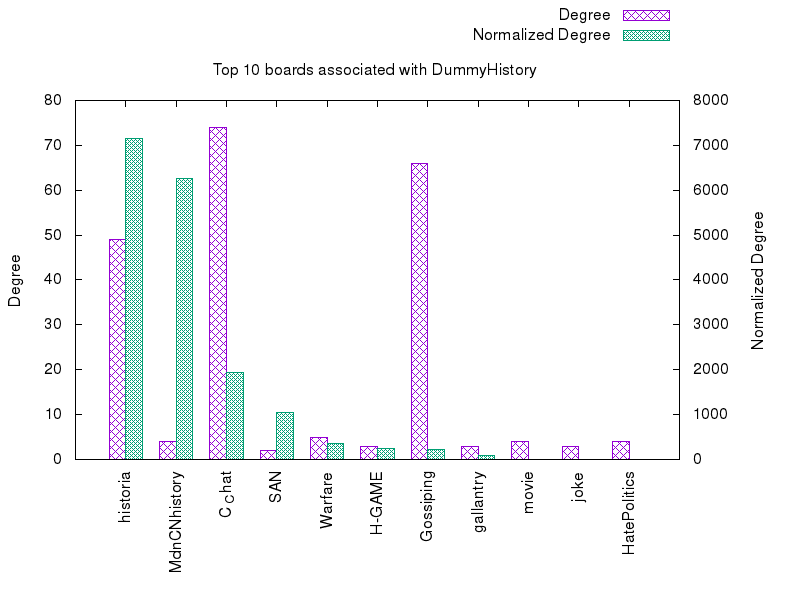 Degree
Normalized Degree
Top 10 boards associated with DummyHistory
80
70
60
50
40
30
20
10
0
8000
7000
6000
5000
4000
3000
2000
1000
0
Degree
Normalized Degree
historia
MdnCNhistory
C Chat
SAN
Warfare
H-GAME
Gossiping
gallantry
movie
joke
HatePolitics